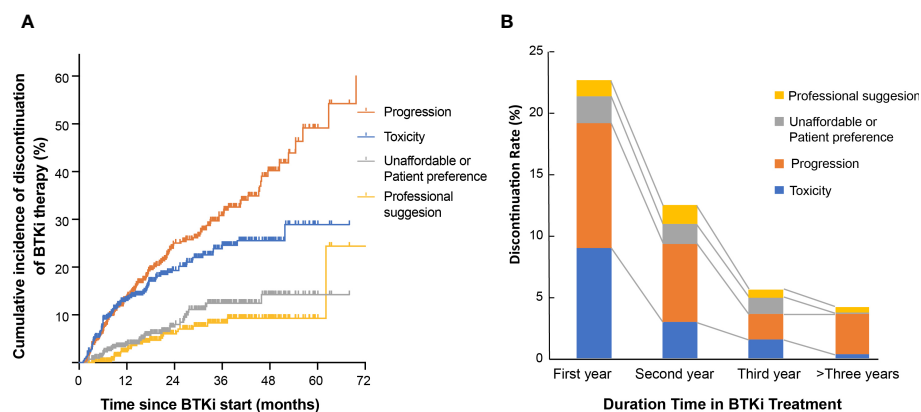 A
Cumulative incidence of discontinuation
of BTKi therapy (%)
60
50
40
30
20
10
0
12
24
36
48
60
72
Time since BTKi start (months)
Progression
Toxicity
Unaffordable or
Patient preference
Professional
suggesion
B
Discontinuation Rate (%)
25
20
15
10
5
0
First year
Second year
Third year
>Three years
Duration Time in BTKi Treatment
Professional suggesion
Unaffordable or
Patient preference
Progression
Toxicity